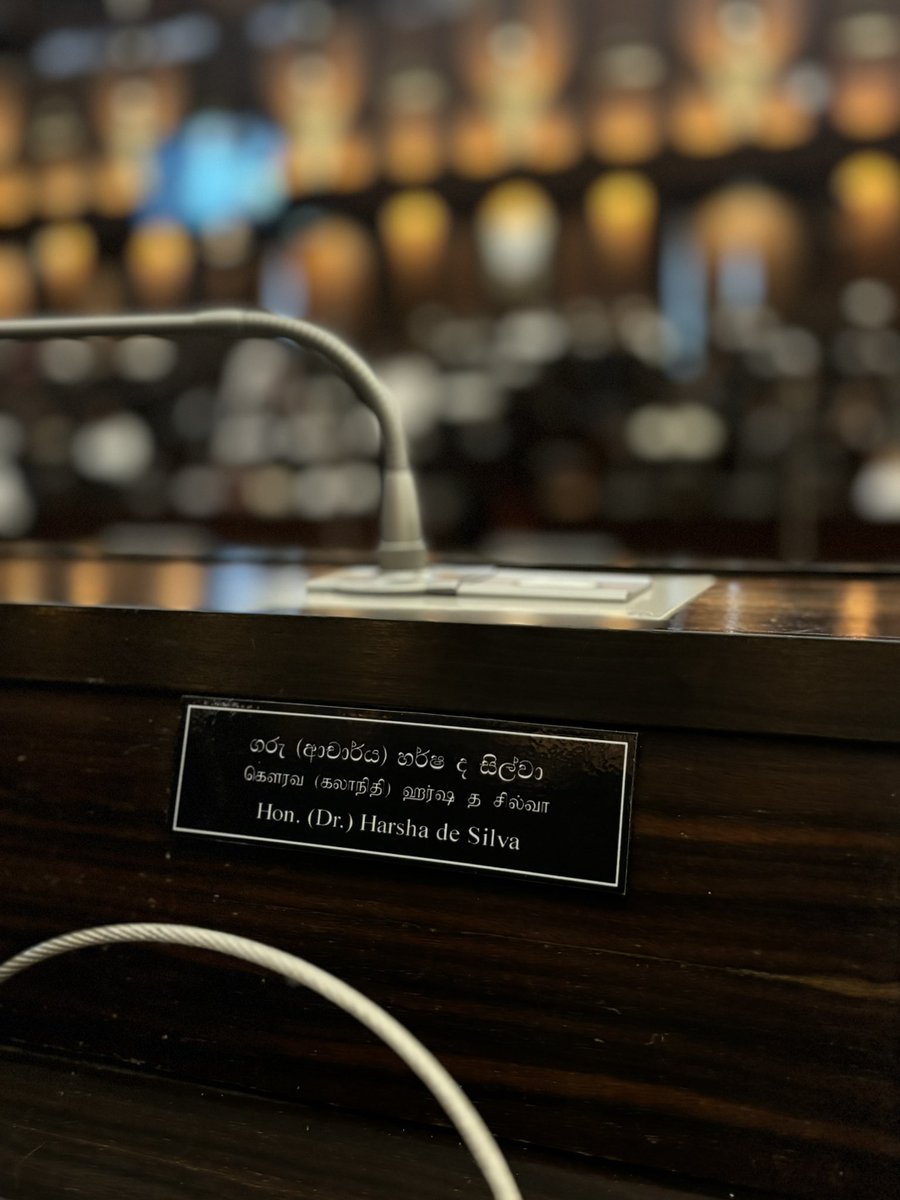 ගරු (ආචාර්ය) හර්ෂ ද සිල්වා
கௌரவ (கலாநிதி) ஹர்ஷ த சில்வா
Hon. (Dr.) Harsha de Silva